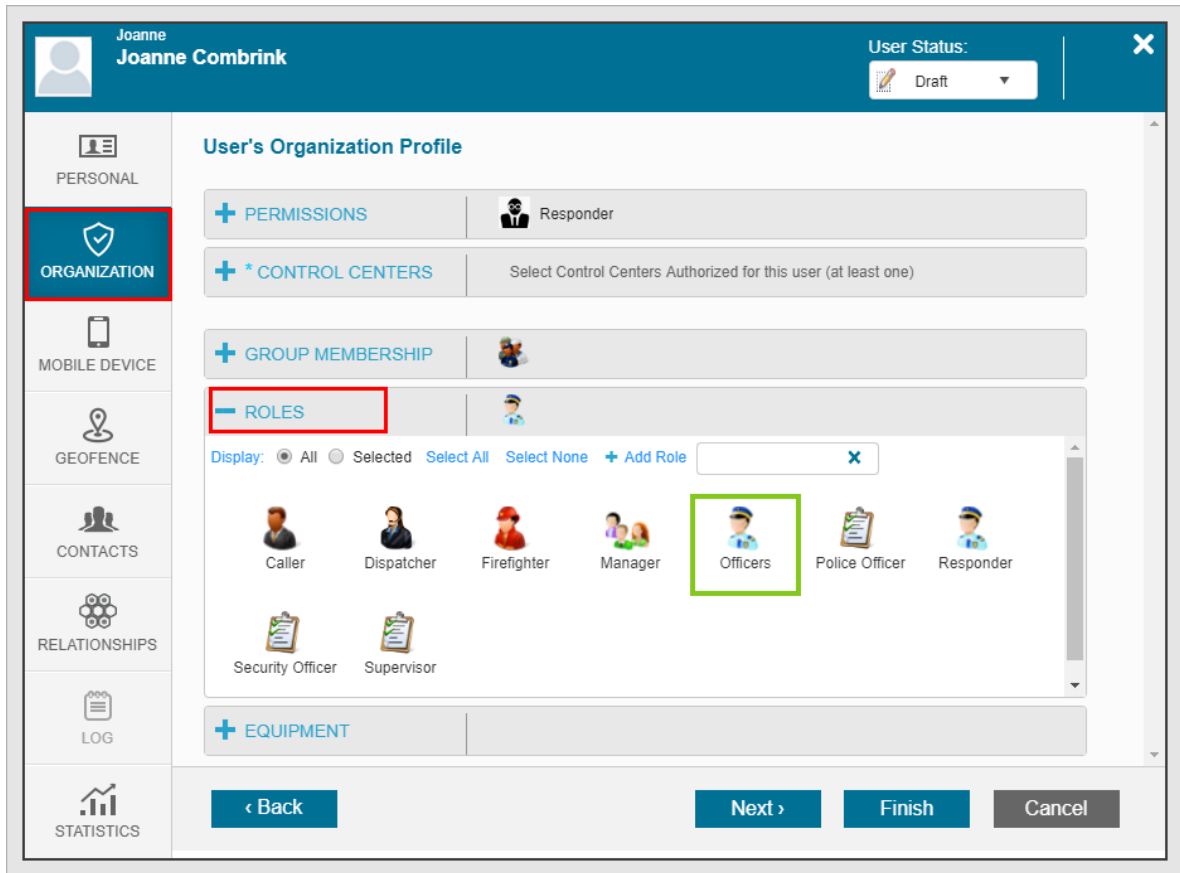 Joanne
Joanne Combrink
User Status:
Draft
PERSONAL
ORGANIZATION
MOBILE DEVICE
GEOFENCE
CONTACTS
RELATIONSHIPS
LOG
STATISTICS
User's Organization Profile
PERMISSIONS Responder
* CONTROL CENTERS Select Control Centers Authorized for this user (at least one)
GROUP MEMBERSHIP
ROLES
Display: All Selected Select All Select None + Add Role
Caller Dispatcher Firefighter Manager Officers Police Officer Responder
Security Officer Supervisor
EQUIPMENT
‹ Back Next › Finish Cancel